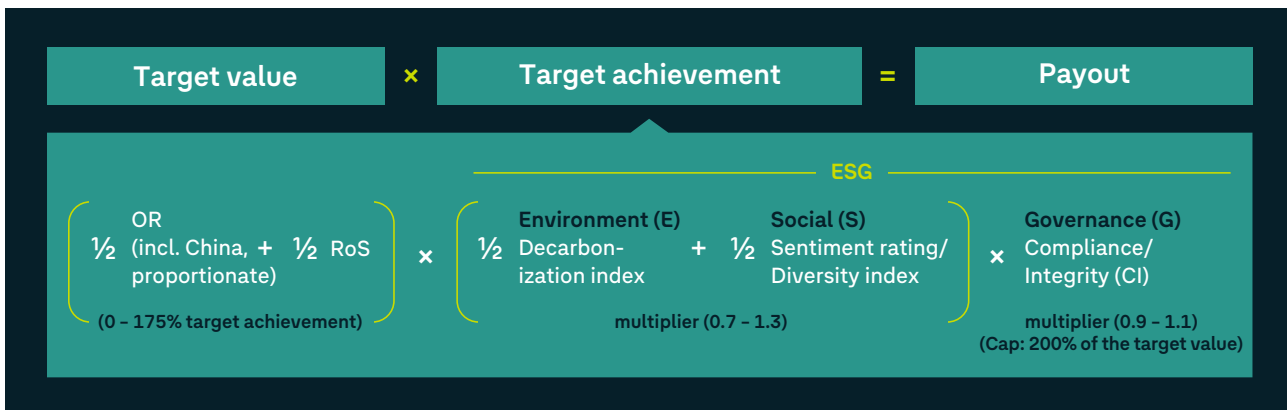 Target value × Target achievement = Payout
ESG
½ OR (incl. China, proportionate) + ½ RoS
(0 – 175% target achievement)
×
½ Environment (E)
Decarbon-
ization index
+
½ Social (S)
Sentiment rating/
Diversity index
multiplier (0.7 – 1.3)
×
Governance (G)
Compliance/
Integrity (CI)
multiplier (0.9 – 1.1)
(Cap: 200% of the target value)